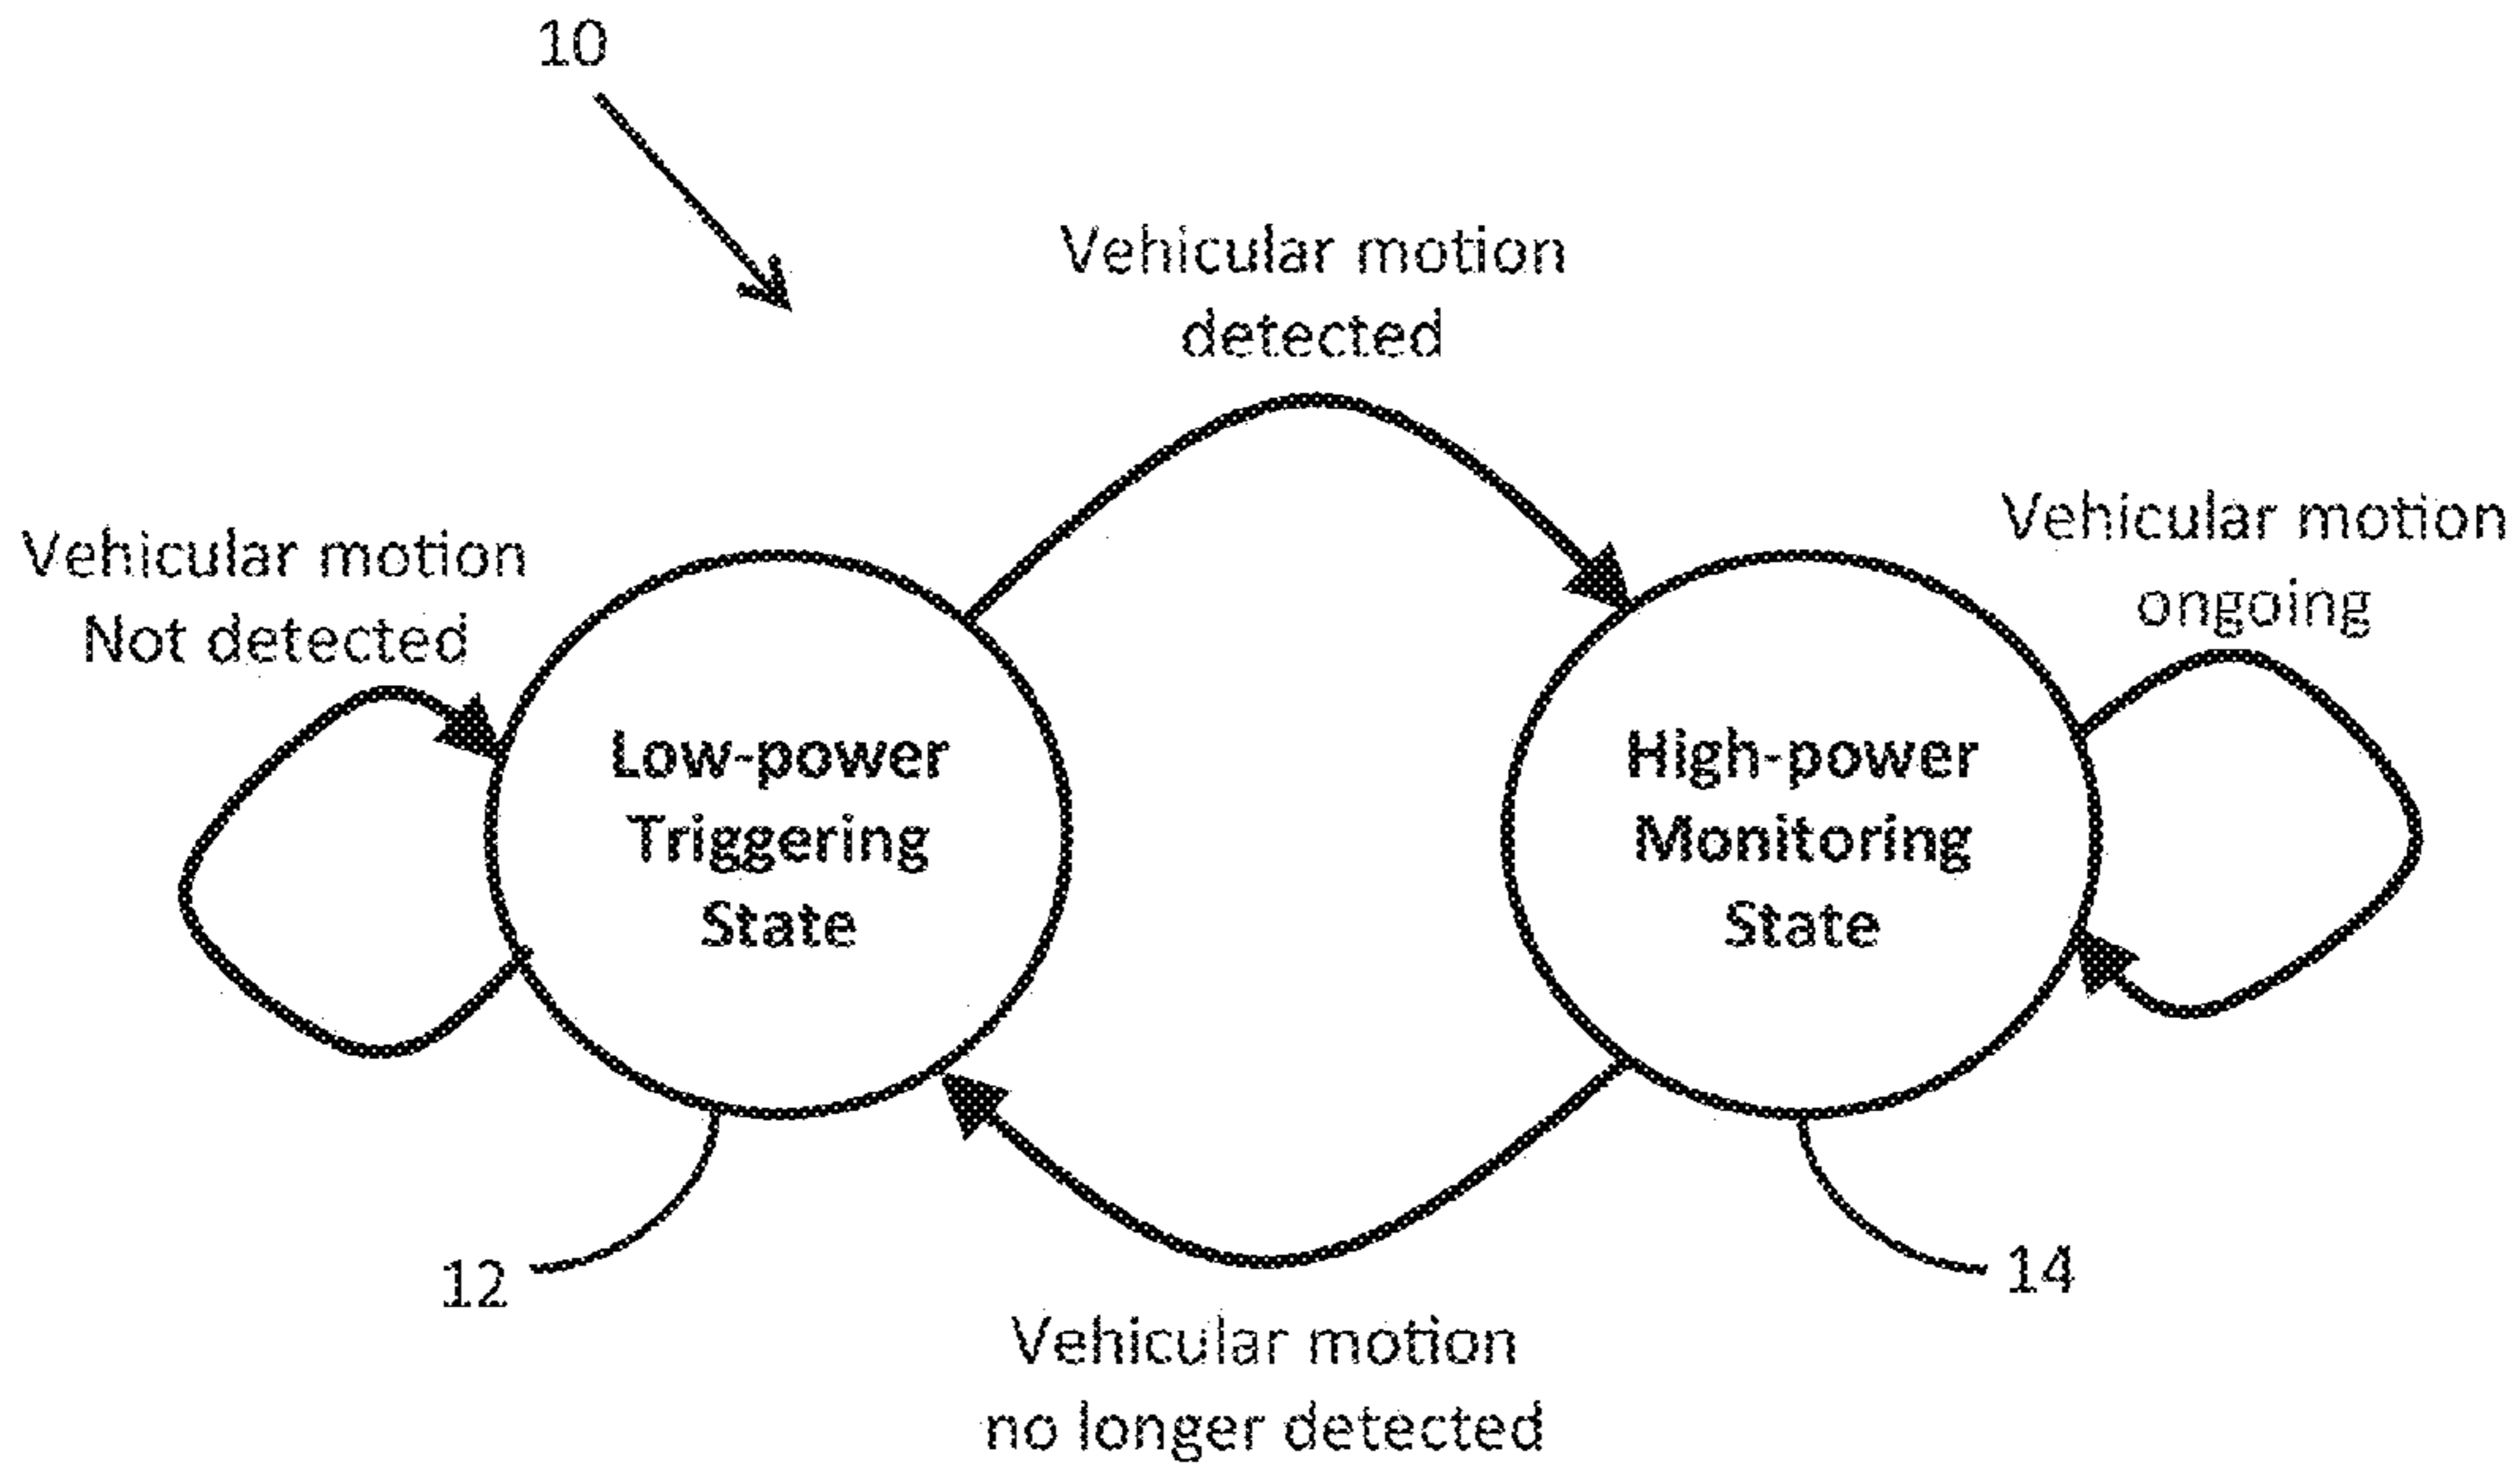 10
Vehicular motion
detected
Vehicular motion
ongoing
Vehicular motion
Not detected
Low-power
Triggering
State
High-power
Monitoring
State
12
14
Vehicular motion
no longer detected